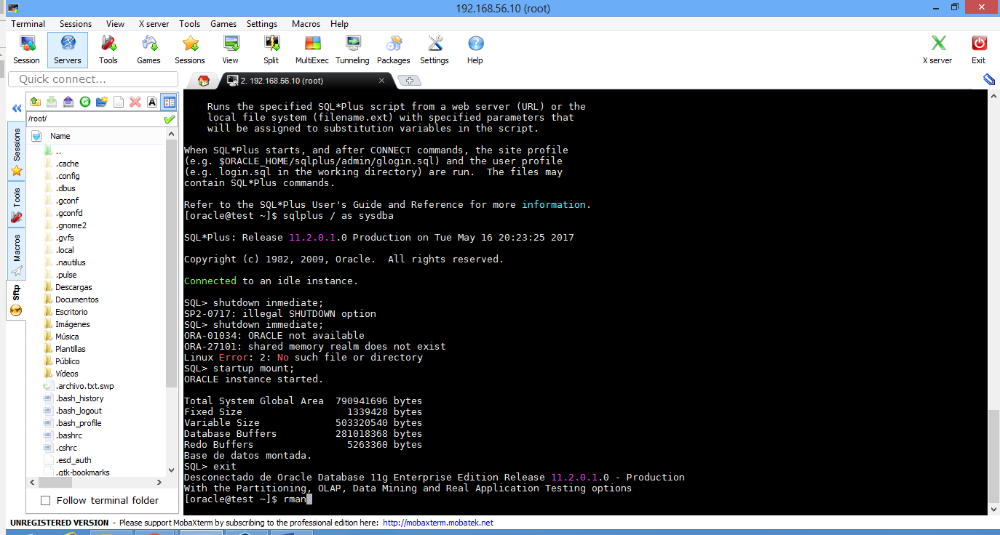 192.168.56.10 (root)
Terminal Sessions View X server Tools Games Settings Macros Help
Session Servers Tools Games Sessions View Split MultiExec Tunneling Packages Settings Help X server Exit
Quick connect...
2. 192.168.56.10 (root)
/root/
Name
..
.cache
.config
.dbus
.gconf
.gconfd
.gnome2
.gvfs
.local
.nautilus
.pulse
Descargas
Documentos
Escritorio
Imágenes
Música
Plantillas
Público
Vídeos
.archivo.txt.swp
.bash_history
.bash_logout
.bash_profile
.bashrc
.cshrc
.esd_auth
.gtk-bookmarks
Follow terminal folder
Sessions
Tools
Macros
Sftp
Runs the specified SQL*Plus script from a web server (URL) or the
local file system (filename.ext) with specified parameters that
will be assigned to substitution variables in the script.
When SQL*Plus starts, and after CONNECT commands, the site profile
(e.g. $ORACLE_HOME/sqlplus/admin/glogin.sql) and the user profile
(e.g. login.sql in the working directory) are run.  The files may
contain SQL*Plus commands.
Refer to the SQL*Plus User's Guide and Reference for more information.
[oracle@test ~]$ sqlplus / as sysdba
SQL*Plus: Release 11.2.0.1.0 Production on Tue May 16 20:23:25 2017
Copyright (c) 1982, 2009, Oracle.  All rights reserved.
Connected to an idle instance.
SQL> shutdown inmediate;
SP2-0717: illegal SHUTDOWN option
SQL> shutdown immediate;
ORA-01034: ORACLE not available
ORA-27101: shared memory realm does not exist
Linux Error: 2: No such file or directory
SQL> startup mount;
ORACLE instance started.
Total System Global Area  790941696 bytes
Fixed Size                  1339428 bytes
Variable Size             503320540 bytes
Database Buffers          281018368 bytes
Redo Buffers                5263360 bytes
Base de datos montada.
SQL> exit
Desconectado de Oracle Database 11g Enterprise Edition Release 11.2.0.1.0 - Production
With the Partitioning, OLAP, Data Mining and Real Application Testing options
[oracle@test ~]$ rman
UNREGISTERED VERSION - Please support MobaXterm by subscribing to the professional edition here: http://mobaxterm.mobatek.net